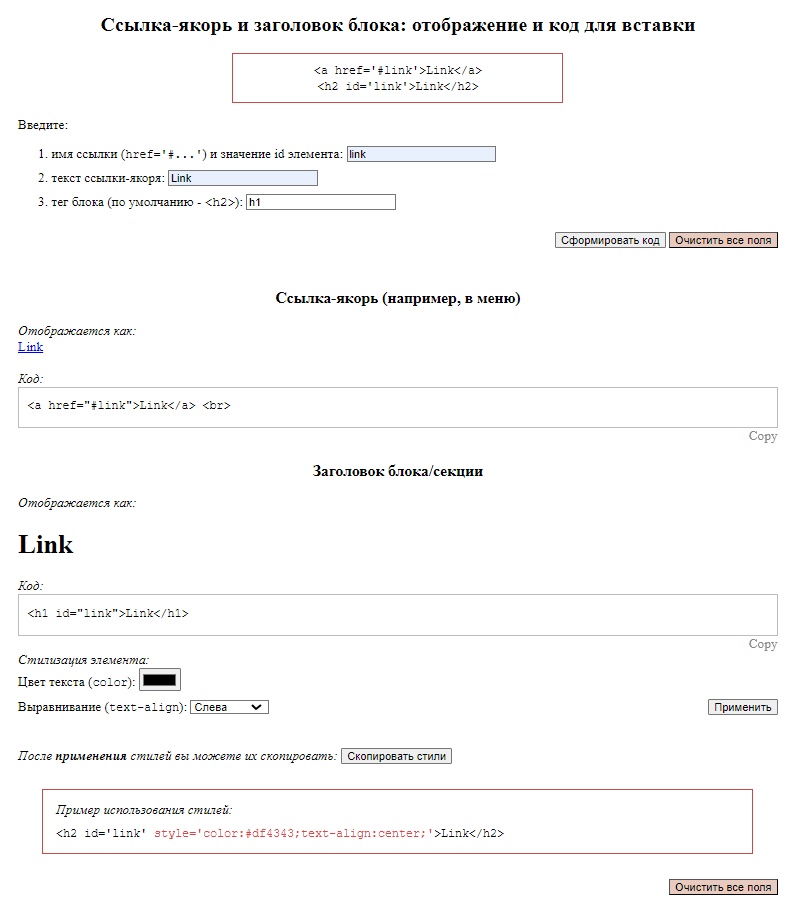 Ссылка-якорь и заголовок блока: отображение и код для вставки
<a href='#link'>Link</a>
<h2 id='link'>Link</h2>
Введите:
1. имя ссылки (href='#...') и значение id элемента: link
2. текст ссылки-якоря: Link
3. тег блока (по умолчанию - <h2>): h1
Сформировать код Очистить все поля
Ссылка-якорь (например, в меню)
Отображается как:
Link
Код:
<a href="#link">Link</a> <br>
Copy
Заголовок блока/секции
Отображается как:
Link
Код:
<h1 id="link">Link</h1>
Copy
Стилизация элемента:
Цвет текста (color):
Выравнивание (text-align): Слева Применить
После применения стилей вы можете их скопировать: Скопировать стили
Пример использования стилей:
<h2 id='link' style='color:#df4343;text-align:center;'>Link</h2>
Очистить все поля